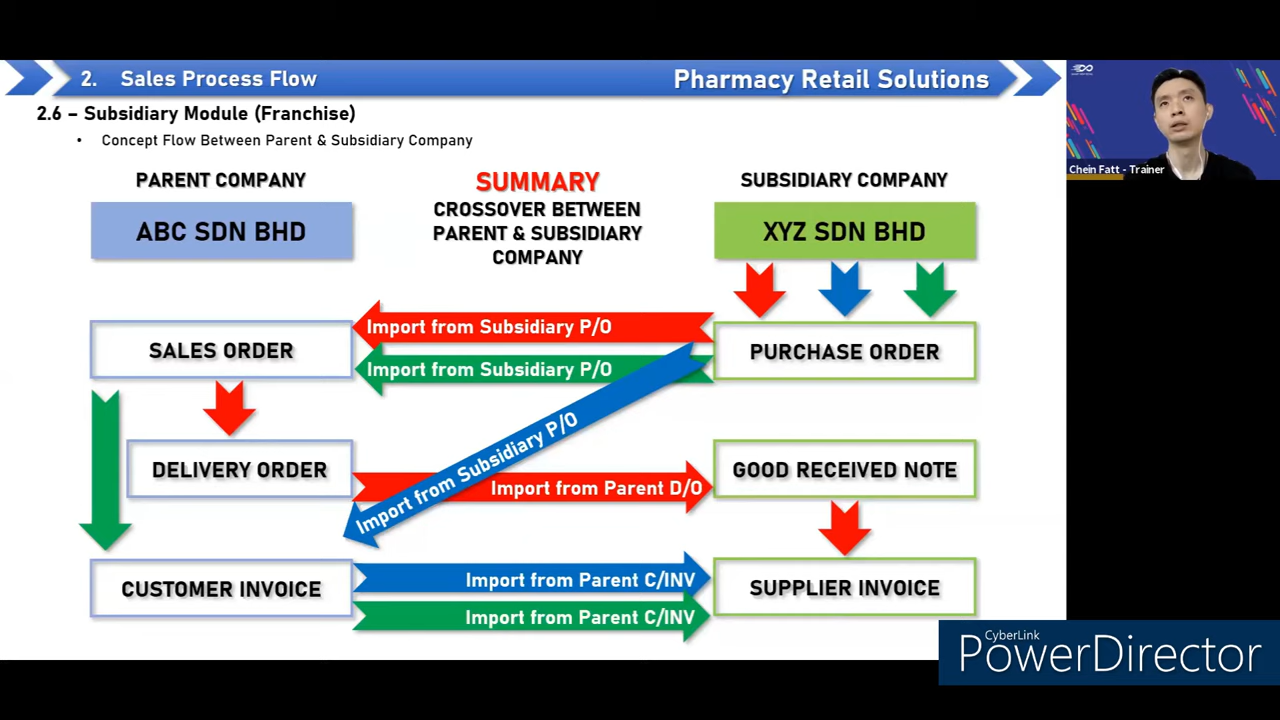 2. Sales Process Flow
Pharmacy Retail Solutions
2.6 – Subsidiary Module (Franchise)
• Concept Flow Between Parent & Subsidiary Company
PARENT COMPANY
SUMMARY
SUBSIDIARY COMPANY
ABC SDN BHD
CROSSOVER BETWEEN
PARENT & SUBSIDIARY
COMPANY
XYZ SDN BHD
Import from Subsidiary P/O
SALES ORDER
PURCHASE ORDER
Import from Subsidiary P/O
Import from Subsidiary P/O
DELIVERY ORDER
GOOD RECEIVED NOTE
Import from Parent D/O
CUSTOMER INVOICE
Import from Parent C/INV
SUPPLIER INVOICE
Import from Parent C/INV
Chein Fatt - Trainer
CyberLink
PowerDirector